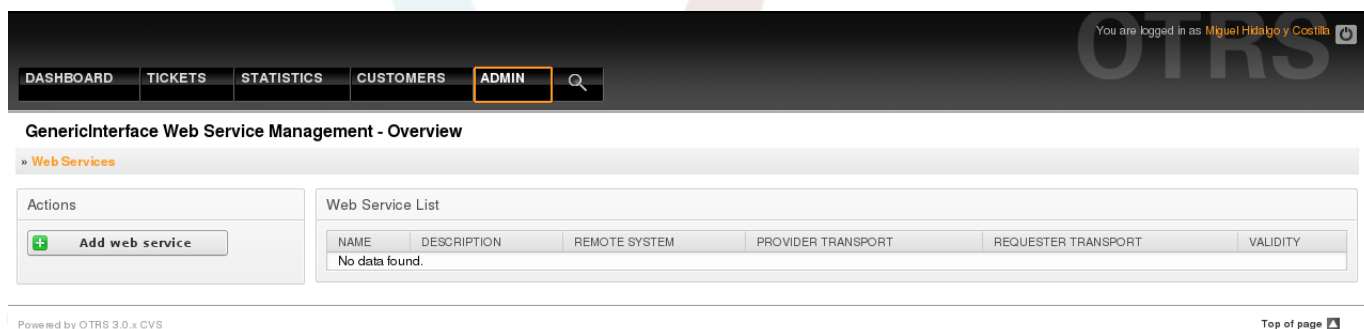 OTRS
You are logged in as Miguel Hidalgo y Costilla
DASHBOARD TICKETS STATISTICS CUSTOMERS ADMIN
GenericInterface Web Service Management - Overview
» Web Services
Actions
Add web service
Web Service List
NAME DESCRIPTION REMOTE SYSTEM PROVIDER TRANSPORT REQUESTER TRANSPORT VALIDITY
No data found.
Powered by OTRS 3.0.x CVS
Top of page